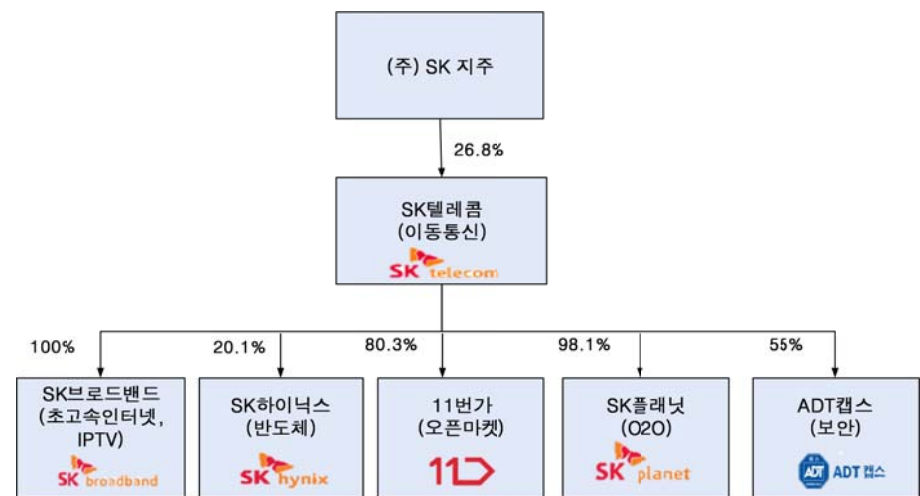 (주) SK 지주
26.8%
SK텔레콤
(이동통신)
SK telecom
100%
20.1%
80.3%
98.1%
55%
SK브로드밴드
(초고속인터넷,
IPTV)
SK broadband
SK하이닉스
(반도체)
SK hynix
11번가
(오픈마켓)
11
SK플래닛
(O2O)
SK planet
ADT캡스
(보안)
ADT ADT 캡스